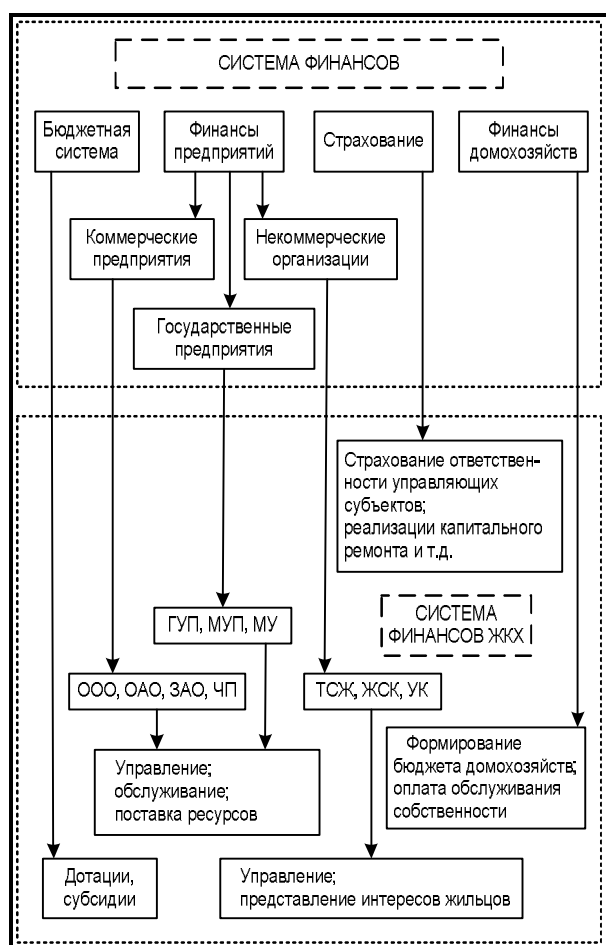 СИСТЕМА ФИНАНСОВ
Бюджетная
система
Финансы
предприятий
Страхование
Финансы
домохозяйств
Коммерческие
предприятия
Некоммерческие
организации
Государственные
предприятия
Страхование ответствен-
ности управляющих
субъектов;
реализации капитального
ремонта и т.д.
СИСТЕМА
ФИНАНСОВ ЖКХ
ГУП, МУП, МУ
ООО, ОАО, ЗАО, ЧП
ТСЖ, ЖСК, УК
Управление;
обслуживание;
поставка ресурсов
Формирование
бюджета домохозяйств;
оплата обслуживания
собственности
Дотации,
субсидии
Управление;
представление интересов жильцов